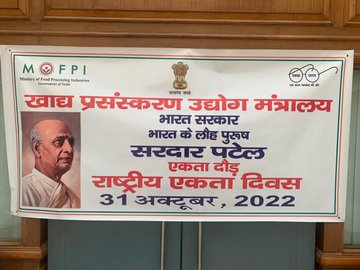 MOFPI
Ministry of Food Processing Industries
Government of India
सत्यमेव जयते
खाद्य प्रसंस्करण उद्योग मंत्रालय
भारत सरकार
भारत के लौह पुरुष
सरदार पटेल
एकता दौड़
राष्ट्रीय एकता दिवस
31 अक्टूबर, 2022